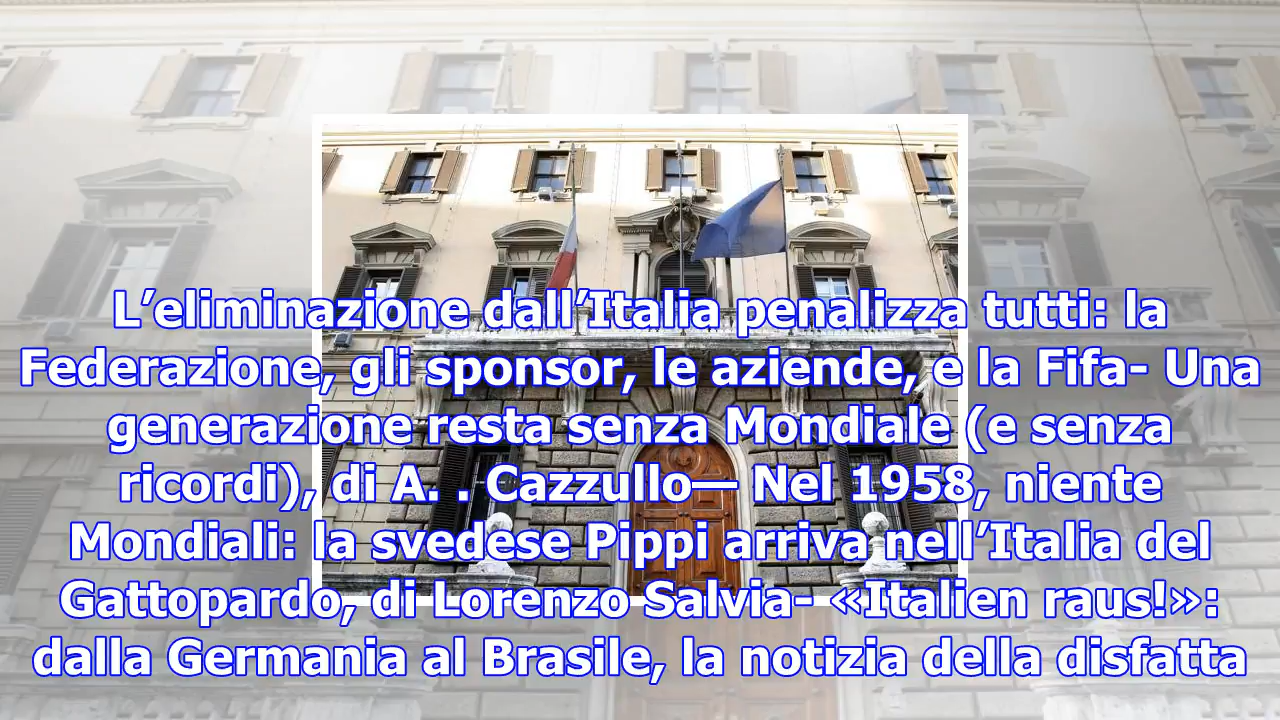 L’eliminazione dall’Italia penalizza tutti: la
Federazione, gli sponsor, le aziende, e la Fifa- Una
generazione resta senza Mondiale (e senza
ricordi), di A. . Cazzullo— Nel 1958, niente
Mondiali: la svedese Pippi arriva nell’Italia del
Gattopardo, di Lorenzo Salvia- «Italien raus!»:
dalla Germania al Brasile, la notizia della disfatta